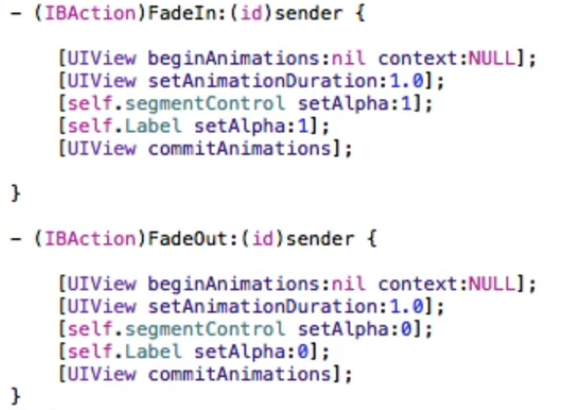 - (IBAction)FadeIn:(id)sender {
[UIView beginAnimations:nil context:NULL];
[UIView setAnimationDuration:1.0];
[self.segmentControl setAlpha:1];
[self.Label setAlpha:1];
[UIView commitAnimations];
}
- (IBAction)FadeOut:(id)sender {
[UIView beginAnimations:nil context:NULL];
[UIView setAnimationDuration:1.0];
[self.segmentControl setAlpha:0];
[self.Label setAlpha:0];
[UIView commitAnimations];
}